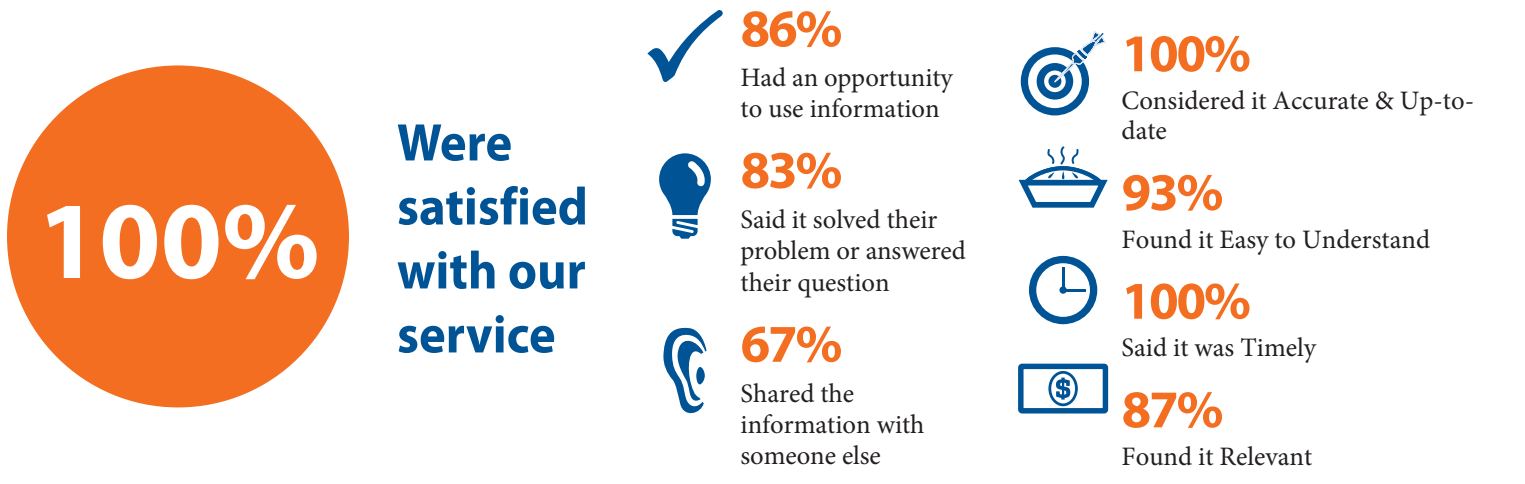 100%
Were
satisfied
with our
service
86%
Had an opportunity
to use information
83%
Said it solved their
problem or answered
their question
67%
Shared the
information with
someone else
100%
Considered it Accurate & Up-to-
date
93%
Found it Easy to Understand
100%
Said it was Timely
$
87%
Found it Relevant